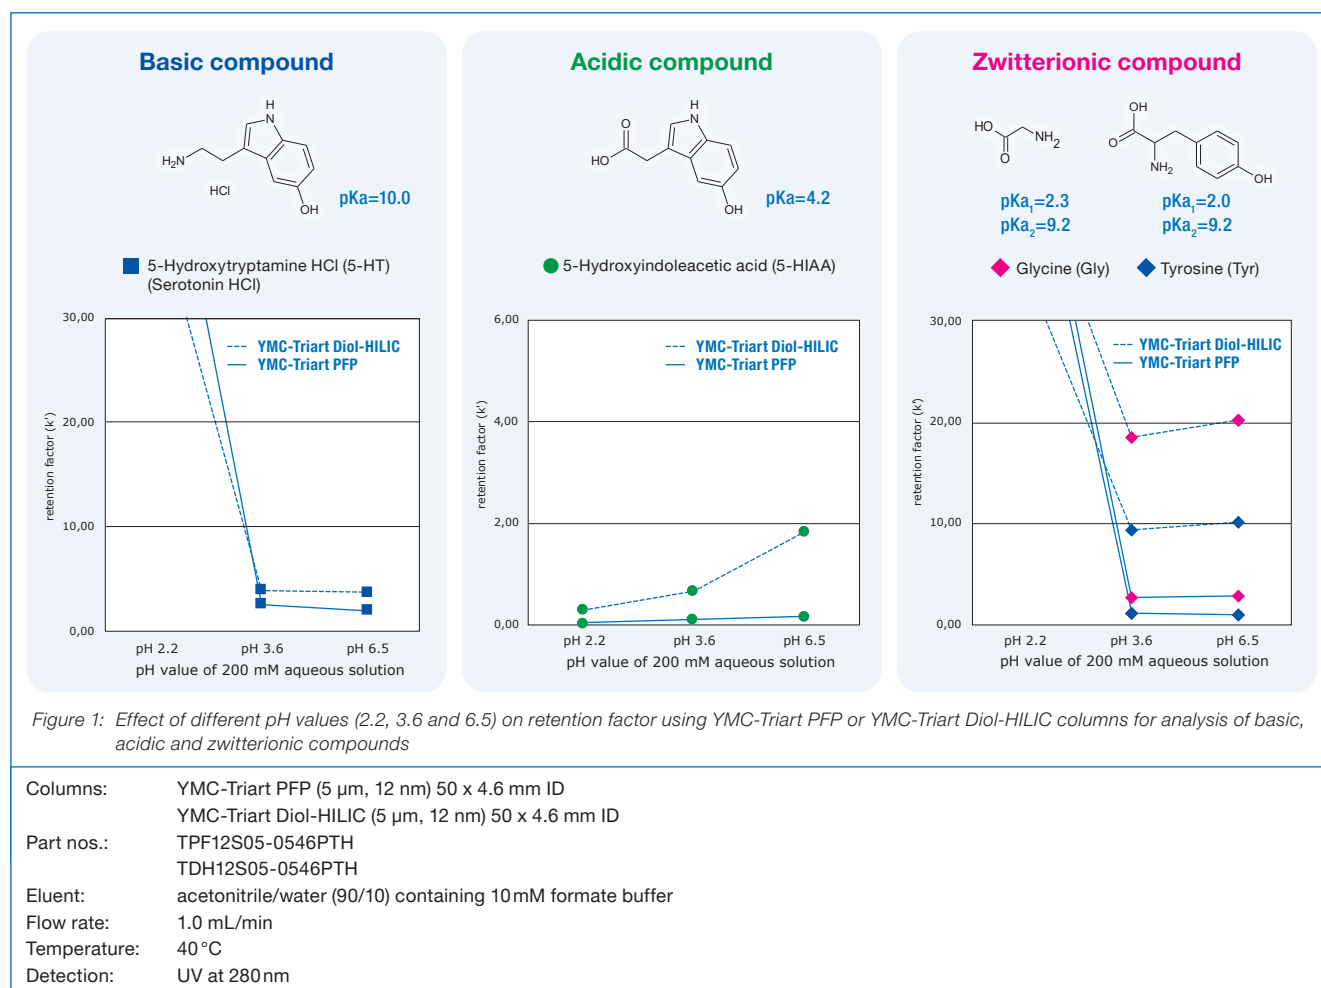 Basic compound
H
N
H₂N
HCl
OH
pKa=10.0
5-Hydroxytryptamine HCl (5-HT)
(Serotonin HCl)
30,00
20,00
10,00
0,00
retention factor (k')
YMC-Triart Diol-HILIC
YMC-Triart PFP
pH 2.2 pH 3.6 pH 6.5
pH value of 200 mM aqueous solution
Acidic compound
H
N
O
HO
OH
pKa=4.2
5-Hydroxyindoleacetic acid (5-HIAA)
6,00
4,00
2,00
0,00
retention factor (k')
YMC-Triart Diol-HILIC
YMC-Triart PFP
pH 2.2 pH 3.6 pH 6.5
pH value of 200 mM aqueous solution
Zwitterionic compound
HO
O
NH₂
OH
O
NH₂
OH
pKa₁=2.3
pKa₂=9.2
pKa₁=2.0
pKa₂=9.2
Glycine (Gly)
Tyrosine (Tyr)
30,00
20,00
10,00
0,00
retention factor (k')
YMC-Triart Diol-HILIC
YMC-Triart PFP
pH 2.2 pH 3.6 pH 6.5
pH value of 200 mM aqueous solution
Figure 1: Effect of different pH values (2.2, 3.6 and 6.5) on retention factor using YMC-Triart PFP or YMC-Triart Diol-HILIC columns for analysis of basic,
acidic and zwitterionic compounds
Columns: YMC-Triart PFP (5 µm, 12 nm) 50 x 4.6 mm ID
YMC-Triart Diol-HILIC (5 µm, 12 nm) 50 x 4.6 mm ID
Part nos.: TPF12S05-0546PTH
TDH12S05-0546PTH
Eluent: acetonitrile/water (90/10) containing 10 mM formate buffer
Flow rate: 1.0 mL/min
Temperature: 40 °C
Detection: UV at 280 nm